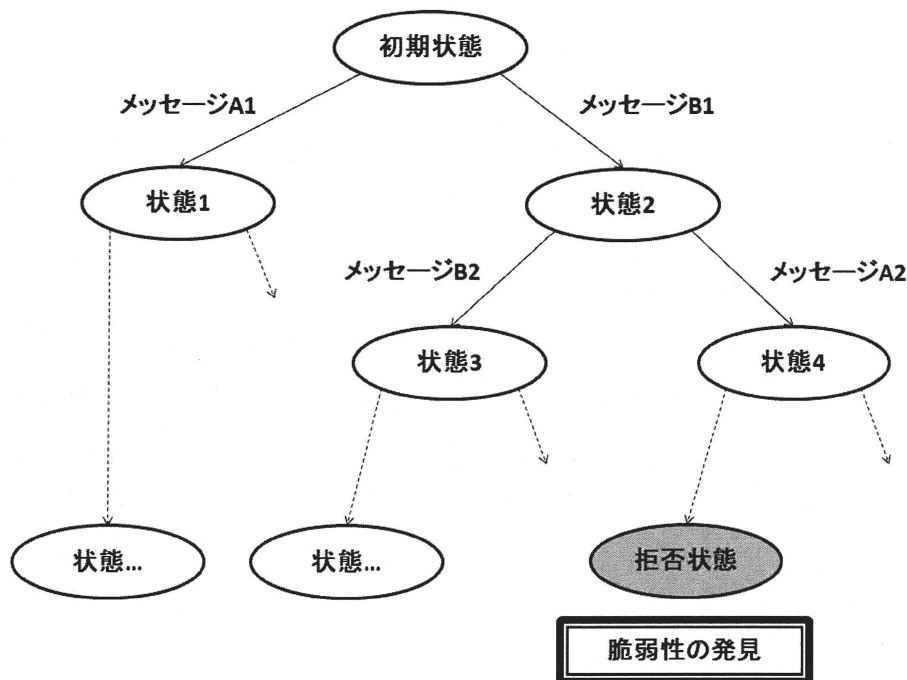 初期状態
メッセージA1
メッセージB1
状態1
状態2
メッセージB2
メッセージA2
状態3
状態4
状態...
状態...
拒否状態
脆弱性の発見